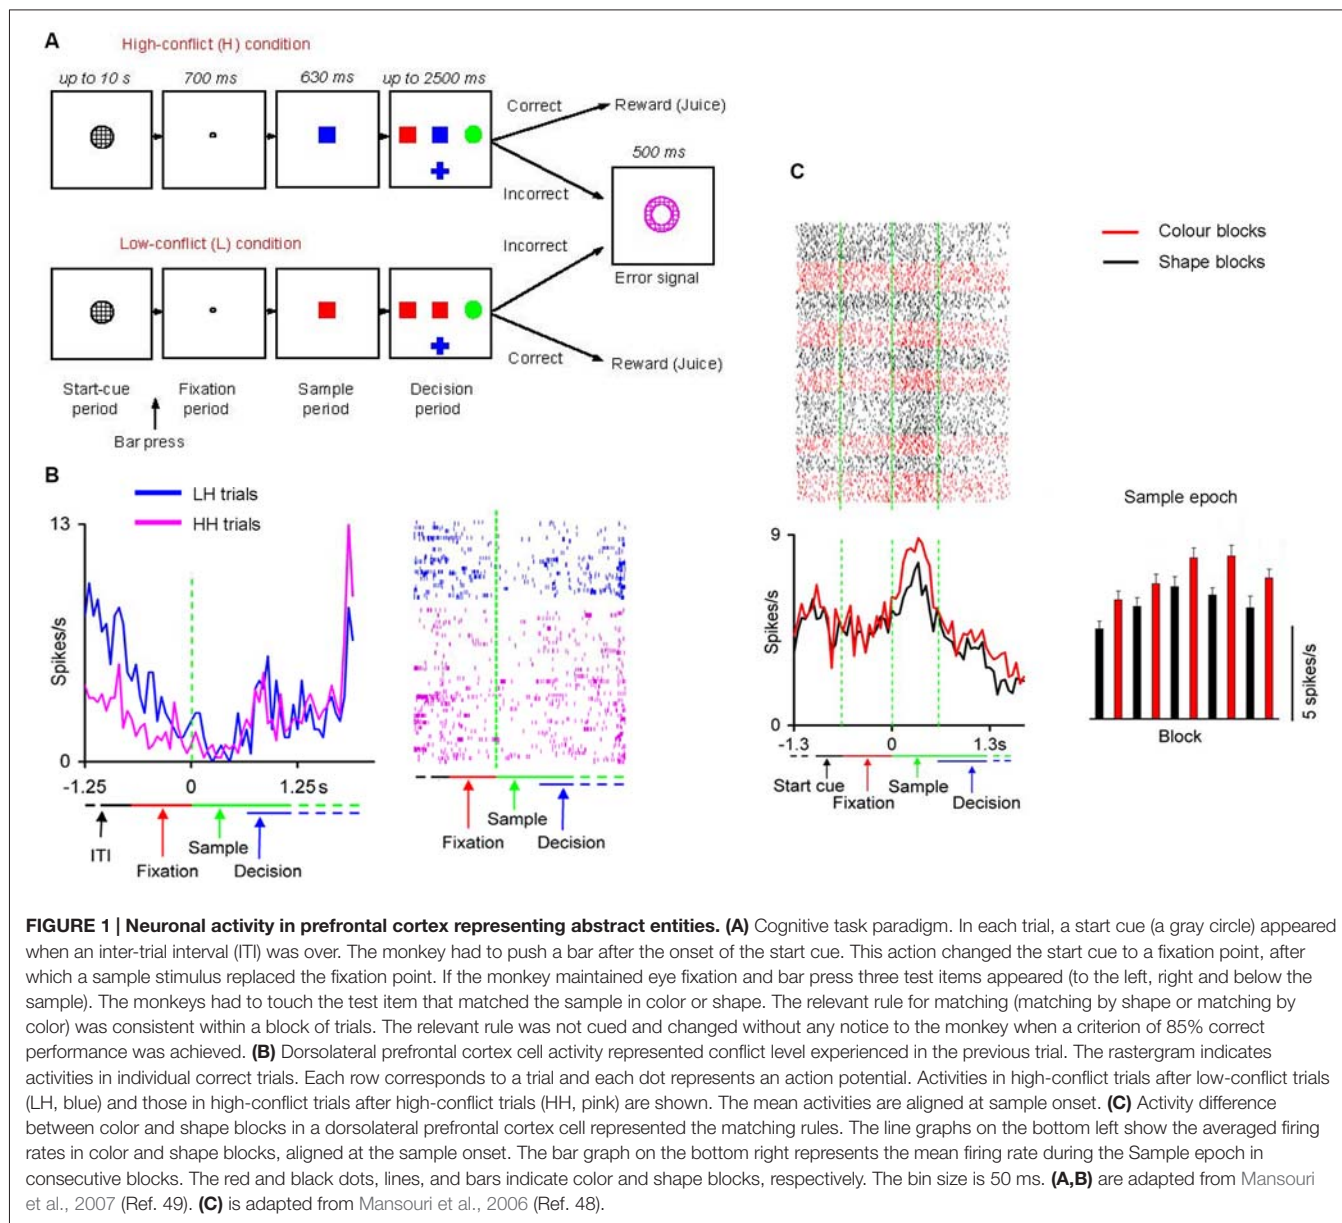 A
High-conflict (H) condition
up to 10 s
700 ms
630 ms
up to 2500 ms
Correct
Reward (Juice)
Incorrect
500 ms
Low-conflict (L) condition
Incorrect
Error signal
Correct
Reward (Juice)
Start-cue
period
Fixation
period
Sample
period
Decision
period
Bar press
B
LH trials
HH trials
13
Spikes/s
0
-1.25
0
1.25 s
ITI
Fixation
Sample
Decision
Fixation
Sample
Decision
C
Colour blocks
Shape blocks
9
Spikes/s
0
-1.3
0
1.3s
Start cue
Fixation
Sample
Decision
Sample epoch
5 spikes/s
Block
FIGURE 1 | Neuronal activity in prefrontal cortex representing abstract entities. (A) Cognitive task paradigm. In each trial, a start cue (a gray circle) appeared
when an inter-trial interval (ITI) was over. The monkey had to push a bar after the onset of the start cue. This action changed the start cue to a fixation point, after
which a sample stimulus replaced the fixation point. If the monkey maintained eye fixation and bar press three test items appeared (to the left, right and below the
sample). The monkeys had to touch the test item that matched the sample in color or shape. The relevant rule for matching (matching by shape or matching by
color) was consistent within a block of trials. The relevant rule was not cued and changed without any notice to the monkey when a criterion of 85% correct
performance was achieved. (B) Dorsolateral prefrontal cortex cell activity represented conflict level experienced in the previous trial. The rastergram indicates
activities in individual correct trials. Each row corresponds to a trial and each dot represents an action potential. Activities in high-conflict trials after low-conflict trials
(LH, blue) and those in high-conflict trials after high-conflict trials (HH, pink) are shown. The mean activities are aligned at sample onset. (C) Activity difference
between color and shape blocks in a dorsolateral prefrontal cortex cell represented the matching rules. The line graphs on the bottom left show the averaged firing
rates in color and shape blocks, aligned at the sample onset. The bar graph on the bottom right represents the mean firing rate during the Sample epoch in
consecutive blocks. The red and black dots, lines, and bars indicate color and shape blocks, respectively. The bin size is 50 ms. (A,B) are adapted from Mansouri
et al., 2007 (Ref. 49). (C) is adapted from Mansouri et al., 2006 (Ref. 48).